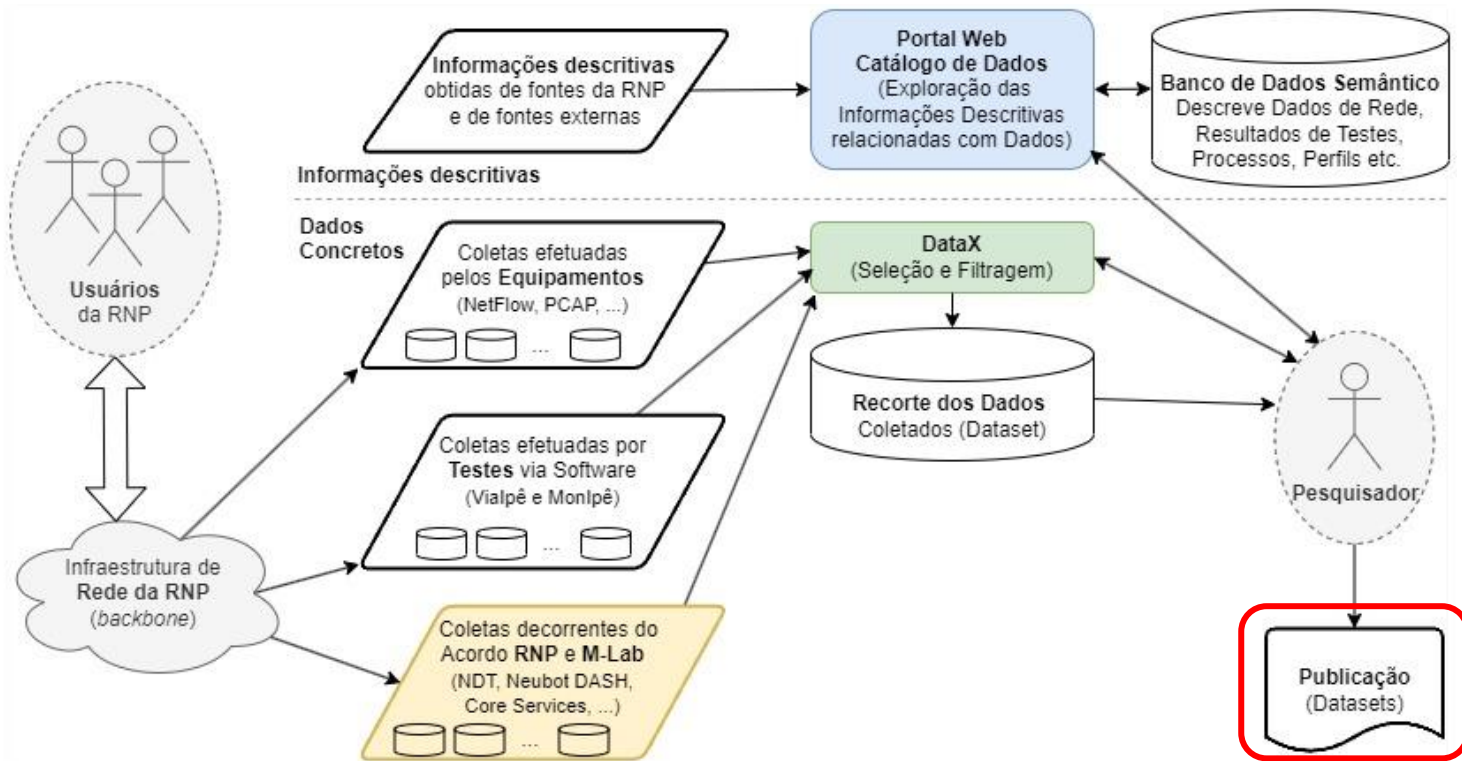 Informações descritivas
obtidas de fontes da RNP
e de fontes externas
Portal Web
Catálogo de Dados
(Exploração das
Informações Descritivas
relacionadas com Dados)
Banco de Dados Semântico
Descreve Dados de Rede,
Resultados de Testes,
Processos, Perfils etc.
Informações descritivas
Dados
Concretos
Usuários
da RNP
Coletas efetuadas
pelos Equipamentos
(NetFlow, PCAP, ...)
...
DataX
(Seleção e Filtragem)
Recorte dos Dados
Coletados (Dataset)
Coletas efetuadas por
Testes via Software
(ViaIpê e MonIpê)
...
Pesquisador
Infraestrutura de
Rede da RNP
(backbone)
Coletas decorrentes do
Acordo RNP e M-Lab
(NDT, Neubot DASH,
Core Services, ...)
...
Publicação
(Datasets)